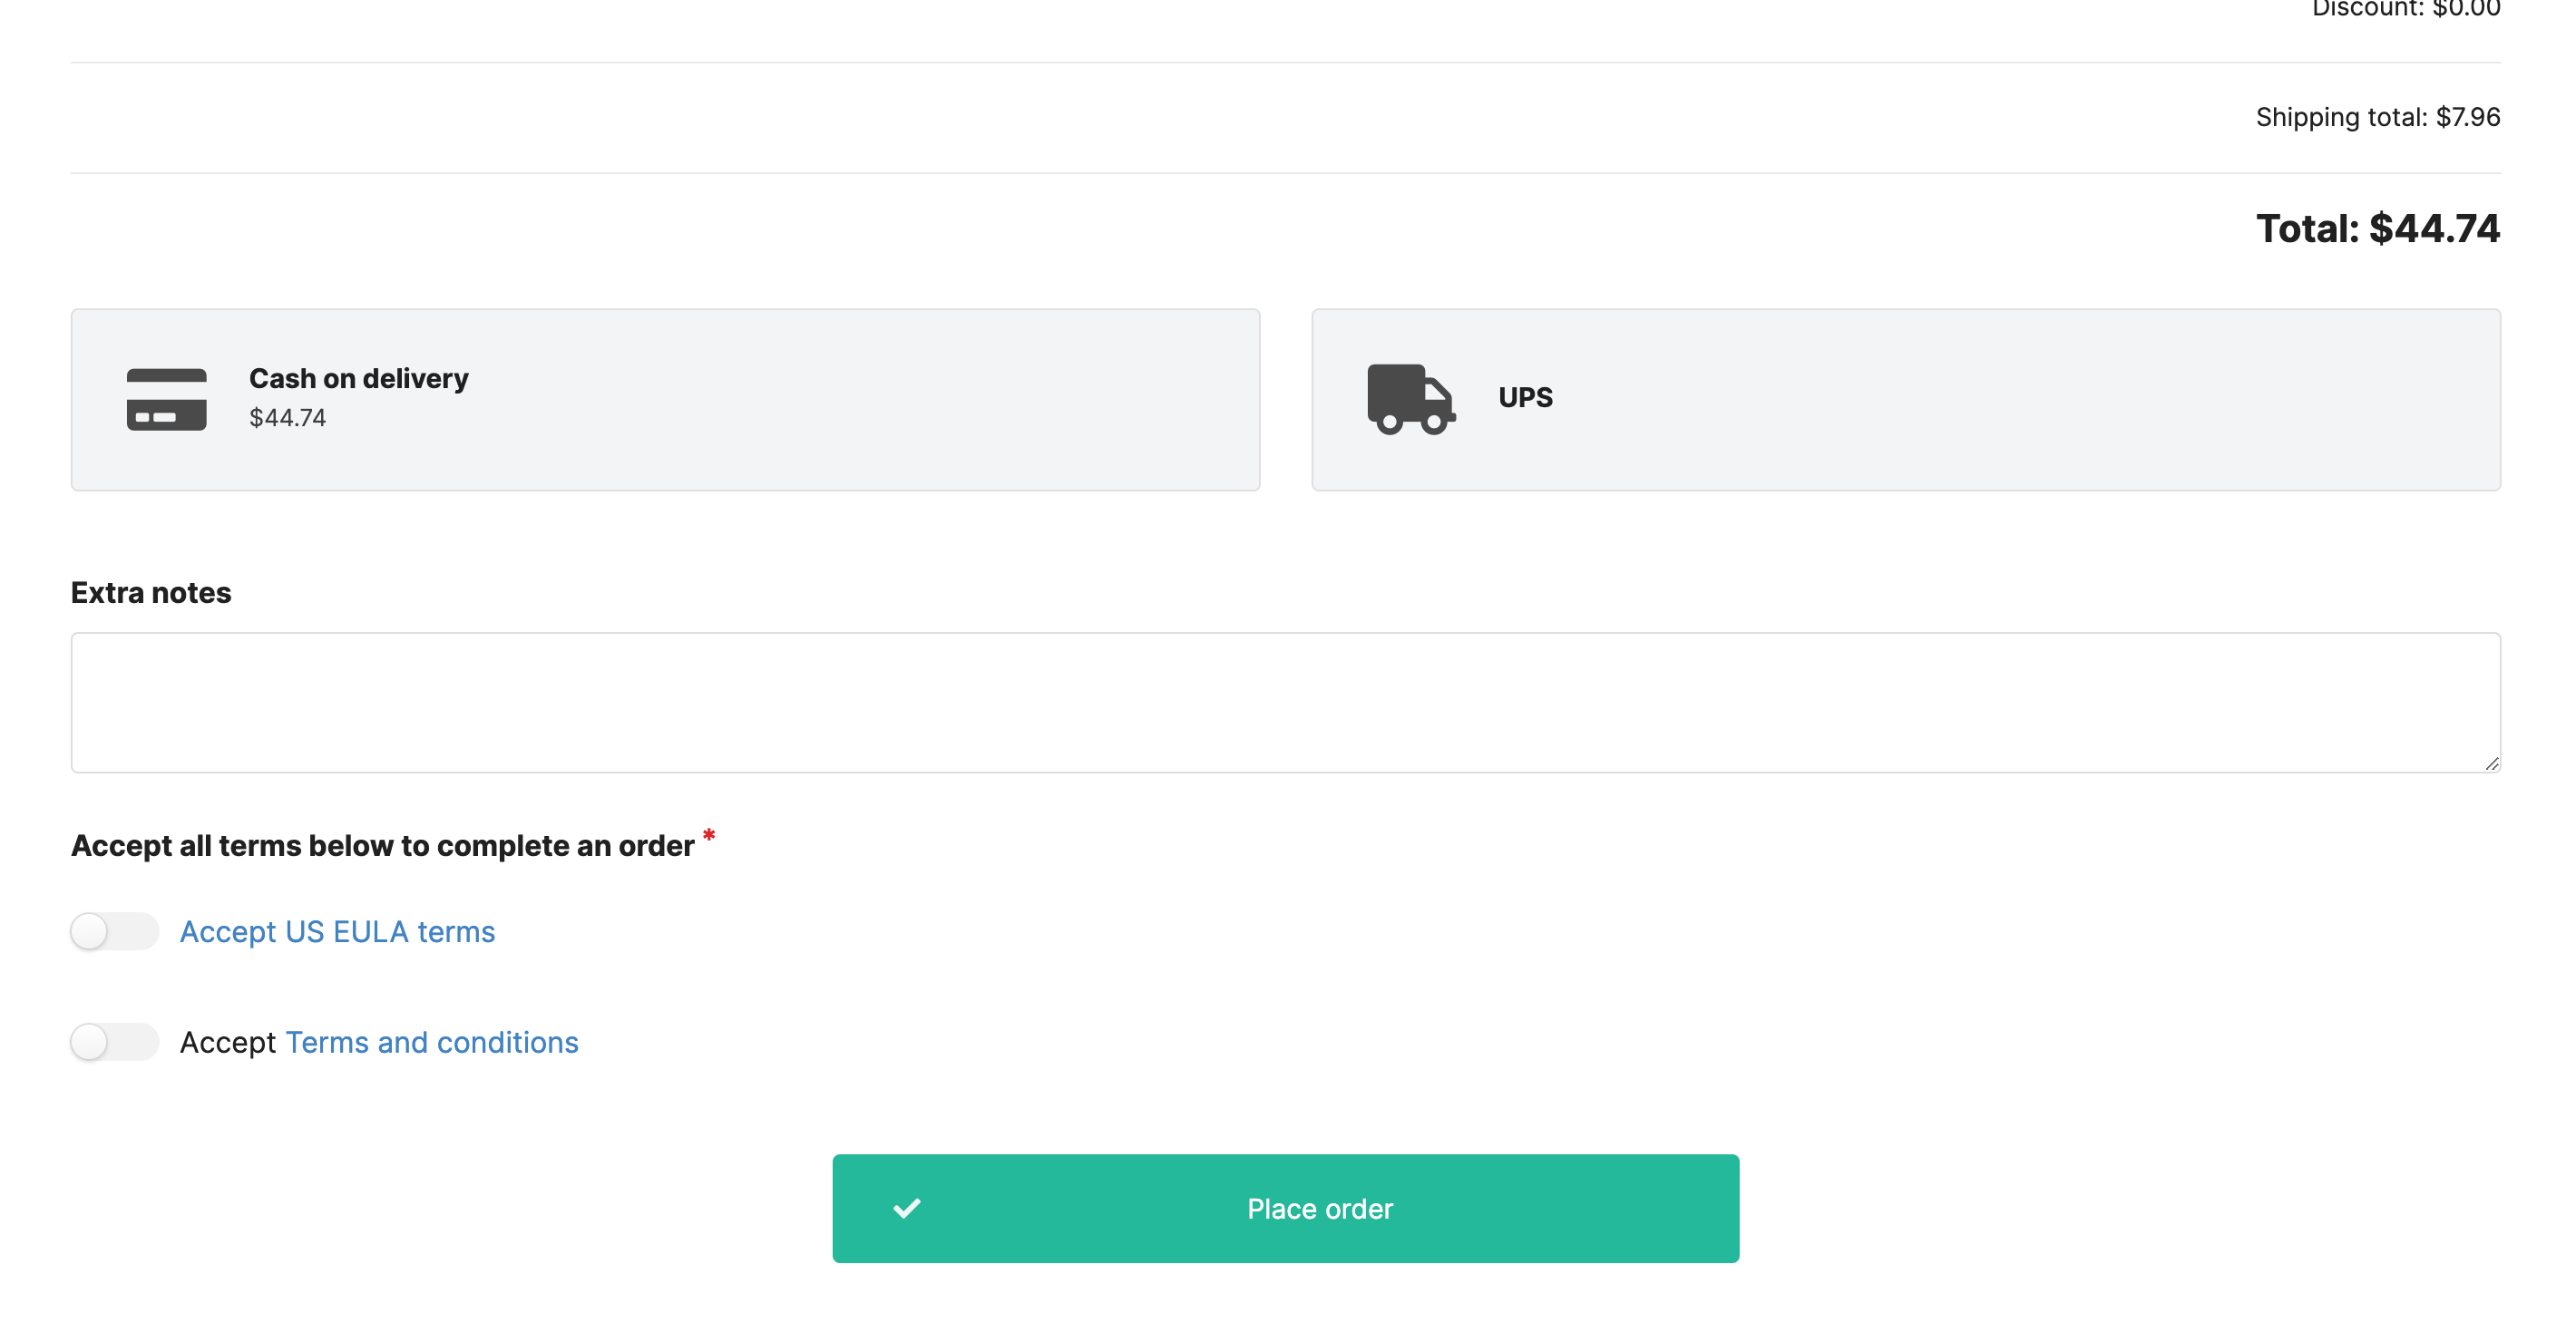 Discount: $0.00
Shipping total: $7.96
Total: $44.74
Cash on delivery
$44.74
UPS
Extra notes
Accept all terms below to complete an order *
Accept US EULA terms
Accept Terms and conditions
Place order